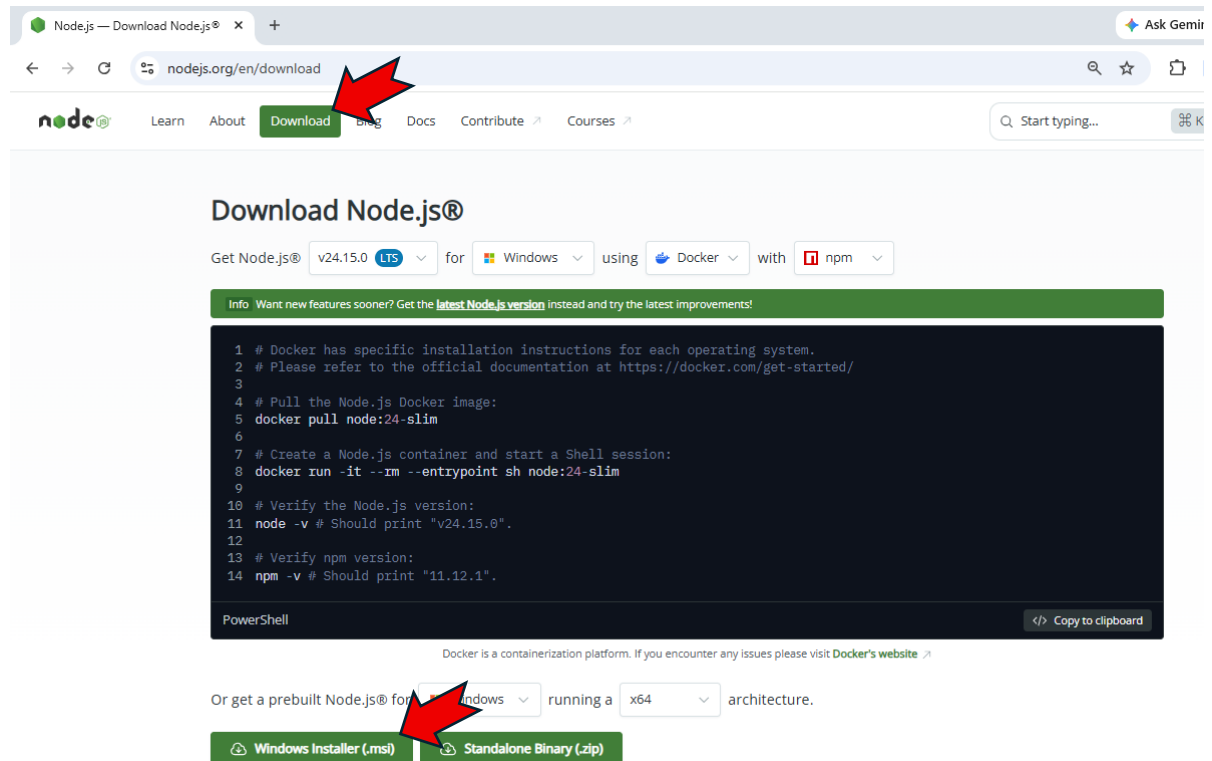 Node.js — Download Node.js®
Ask Gemin
nodejs.org/en/download
node JS Learn About Download Blog Docs Contribute Courses Start typing... ⌘ K
Download Node.js®
Get Node.js® v24.15.0 LTS for Windows using Docker with npm
Info Want new features sooner? Get the latest Node.js version instead and try the latest improvements!
1 # Docker has specific installation instructions for each operating system.
2 # Please refer to the official documentation at https://docker.com/get-started/
3
4 # Pull the Node.js Docker image:
5 docker pull node:24-slim
6
7 # Create a Node.js container and start a Shell session:
8 docker run -it --rm --entrypoint sh node:24-slim
9
10 # Verify the Node.js version:
11 node -v # Should print "v24.15.0".
12
13 # Verify npm version:
14 npm -v # Should print "11.12.1".
PowerShell </> Copy to clipboard
Docker is a containerization platform. If you encounter any issues please visit Docker's website
Or get a prebuilt Node.js® for Windows running a x64 architecture.
Windows Installer (.msi) Standalone Binary (.zip)